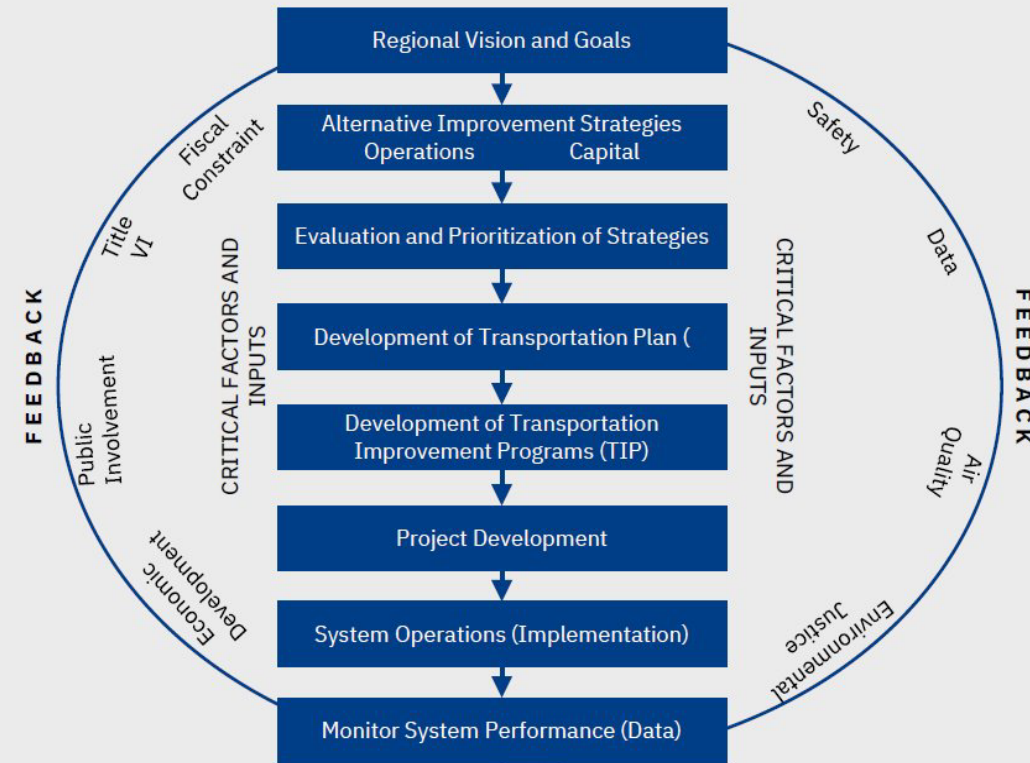 Regional Vision and Goals
Alternative Improvement Strategies
Operations Capital
Evaluation and Prioritization of Strategies
Development of Transportation Plan (
Development of Transportation
Improvement Programs (TIP)
Project Development
System Operations (Implementation)
Monitor System Performance (Data)
FEEDBACK
Fiscal
Constraint
Title
VI
Public
Involvement
Economic
Development
CRITICAL FACTORS AND
INPUTS
CRITICAL FACTORS AND
INPUTS
Safety
Data
Air
Quality
Environmental
Justice
FEEDBACK